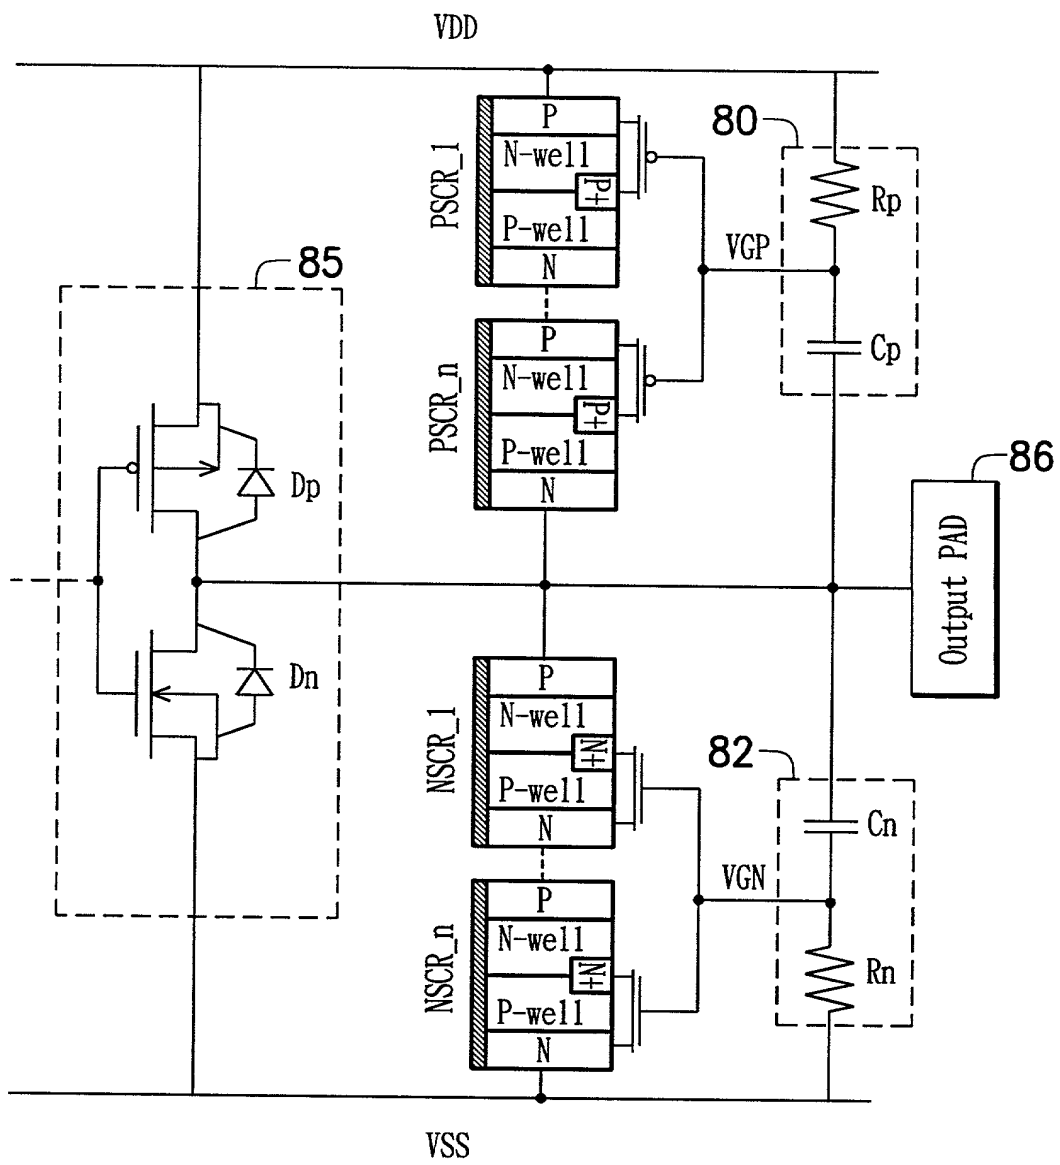 VDD
PSCR_1
P
N-well
P+
P-well
N
80
Rp
VGP
Cp
85
PSCR_n
P
N-well
P+
P-well
N
Dp
86
Output PAD
Dn
NSCR_1
P
N-well
N+
P-well
N
82
Cn
VGN
NSCR_n
P
N-well
N+
P-well
N
Rn
VSS